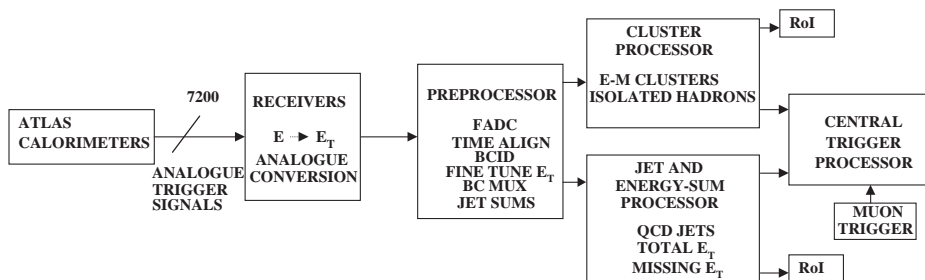 ATLAS
CALORIMETERS
7200
ANALOGUE
TRIGGER
SIGNALS
RECEIVERS
E → E_T
ANALOGUE
CONVERSION
PREPROCESSOR
FADC
TIME ALIGN
BCID
FINE TUNE E_T
BC MUX
JET SUMS
CLUSTER
PROCESSOR
E-M CLUSTERS
ISOLATED HADRONS
RoI
JET AND
ENERGY-SUM
PROCESSOR
QCD JETS
TOTAL E_T
MISSING E_T
RoI
CENTRAL
TRIGGER
PROCESSOR
MUON
TRIGGER